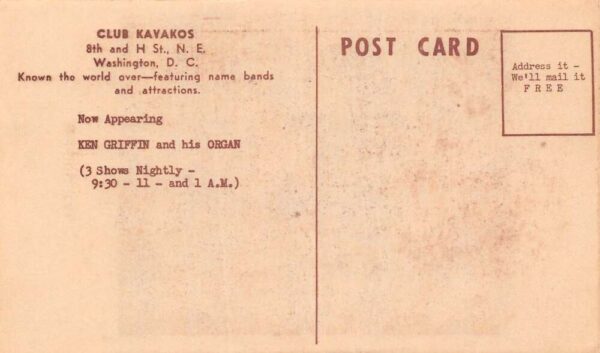 CLUB KAVAKOS
8th and H St., N. E.
Washington, D. C.
Known the world over—featuring name bands
and attractions.
Now Appearing
KEN GRIFFIN and his ORGAN
(3 Shows Nightly -
9:30 - 11 - and 1 A.M.)
POST CARD
Address it -
We'll mail it
F R E E